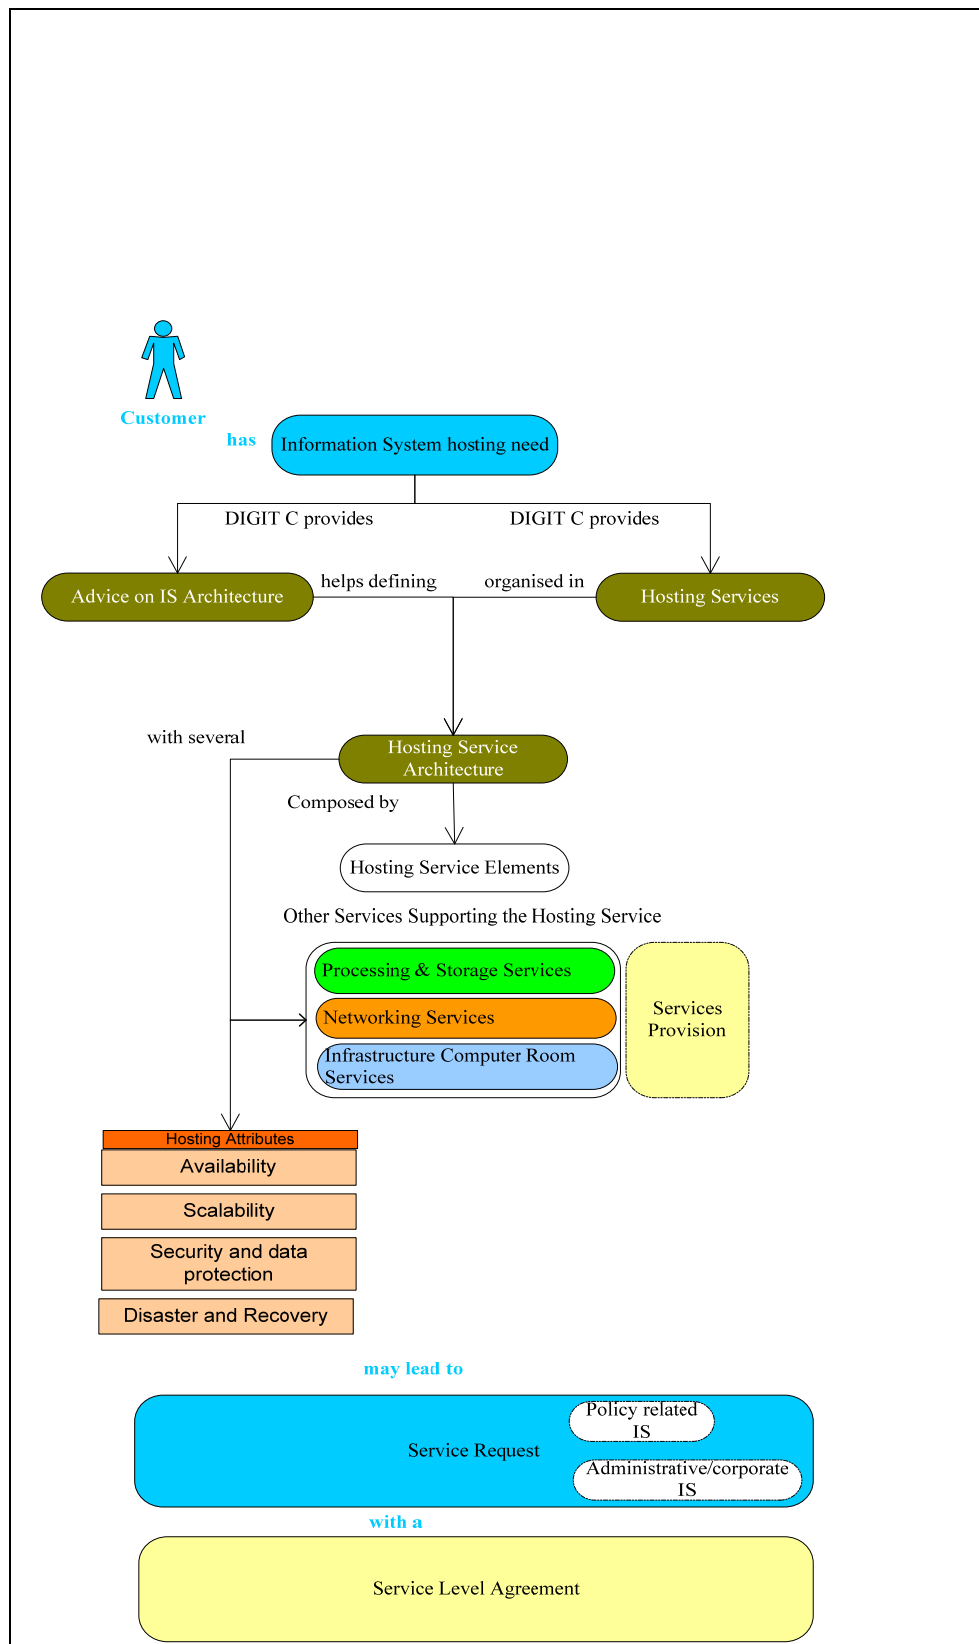 Customer
has
Information System hosting need
DIGIT C provides
DIGIT C provides
Advice on IS Architecture
helps defining
organised in
Hosting Services
with several
Hosting Service
Architecture
Composed by
Hosting Service Elements
Other Services Supporting the Hosting Service
Processing & Storage Services
Networking Services
Infrastructure Computer Room
Services
Services
Provision
Hosting Attributes
Availability
Scalability
Security and data
protection
Disaster and Recovery
may lead to
Service Request
Policy related
IS
Administrative/corporate
IS
with a
Service Level Agreement